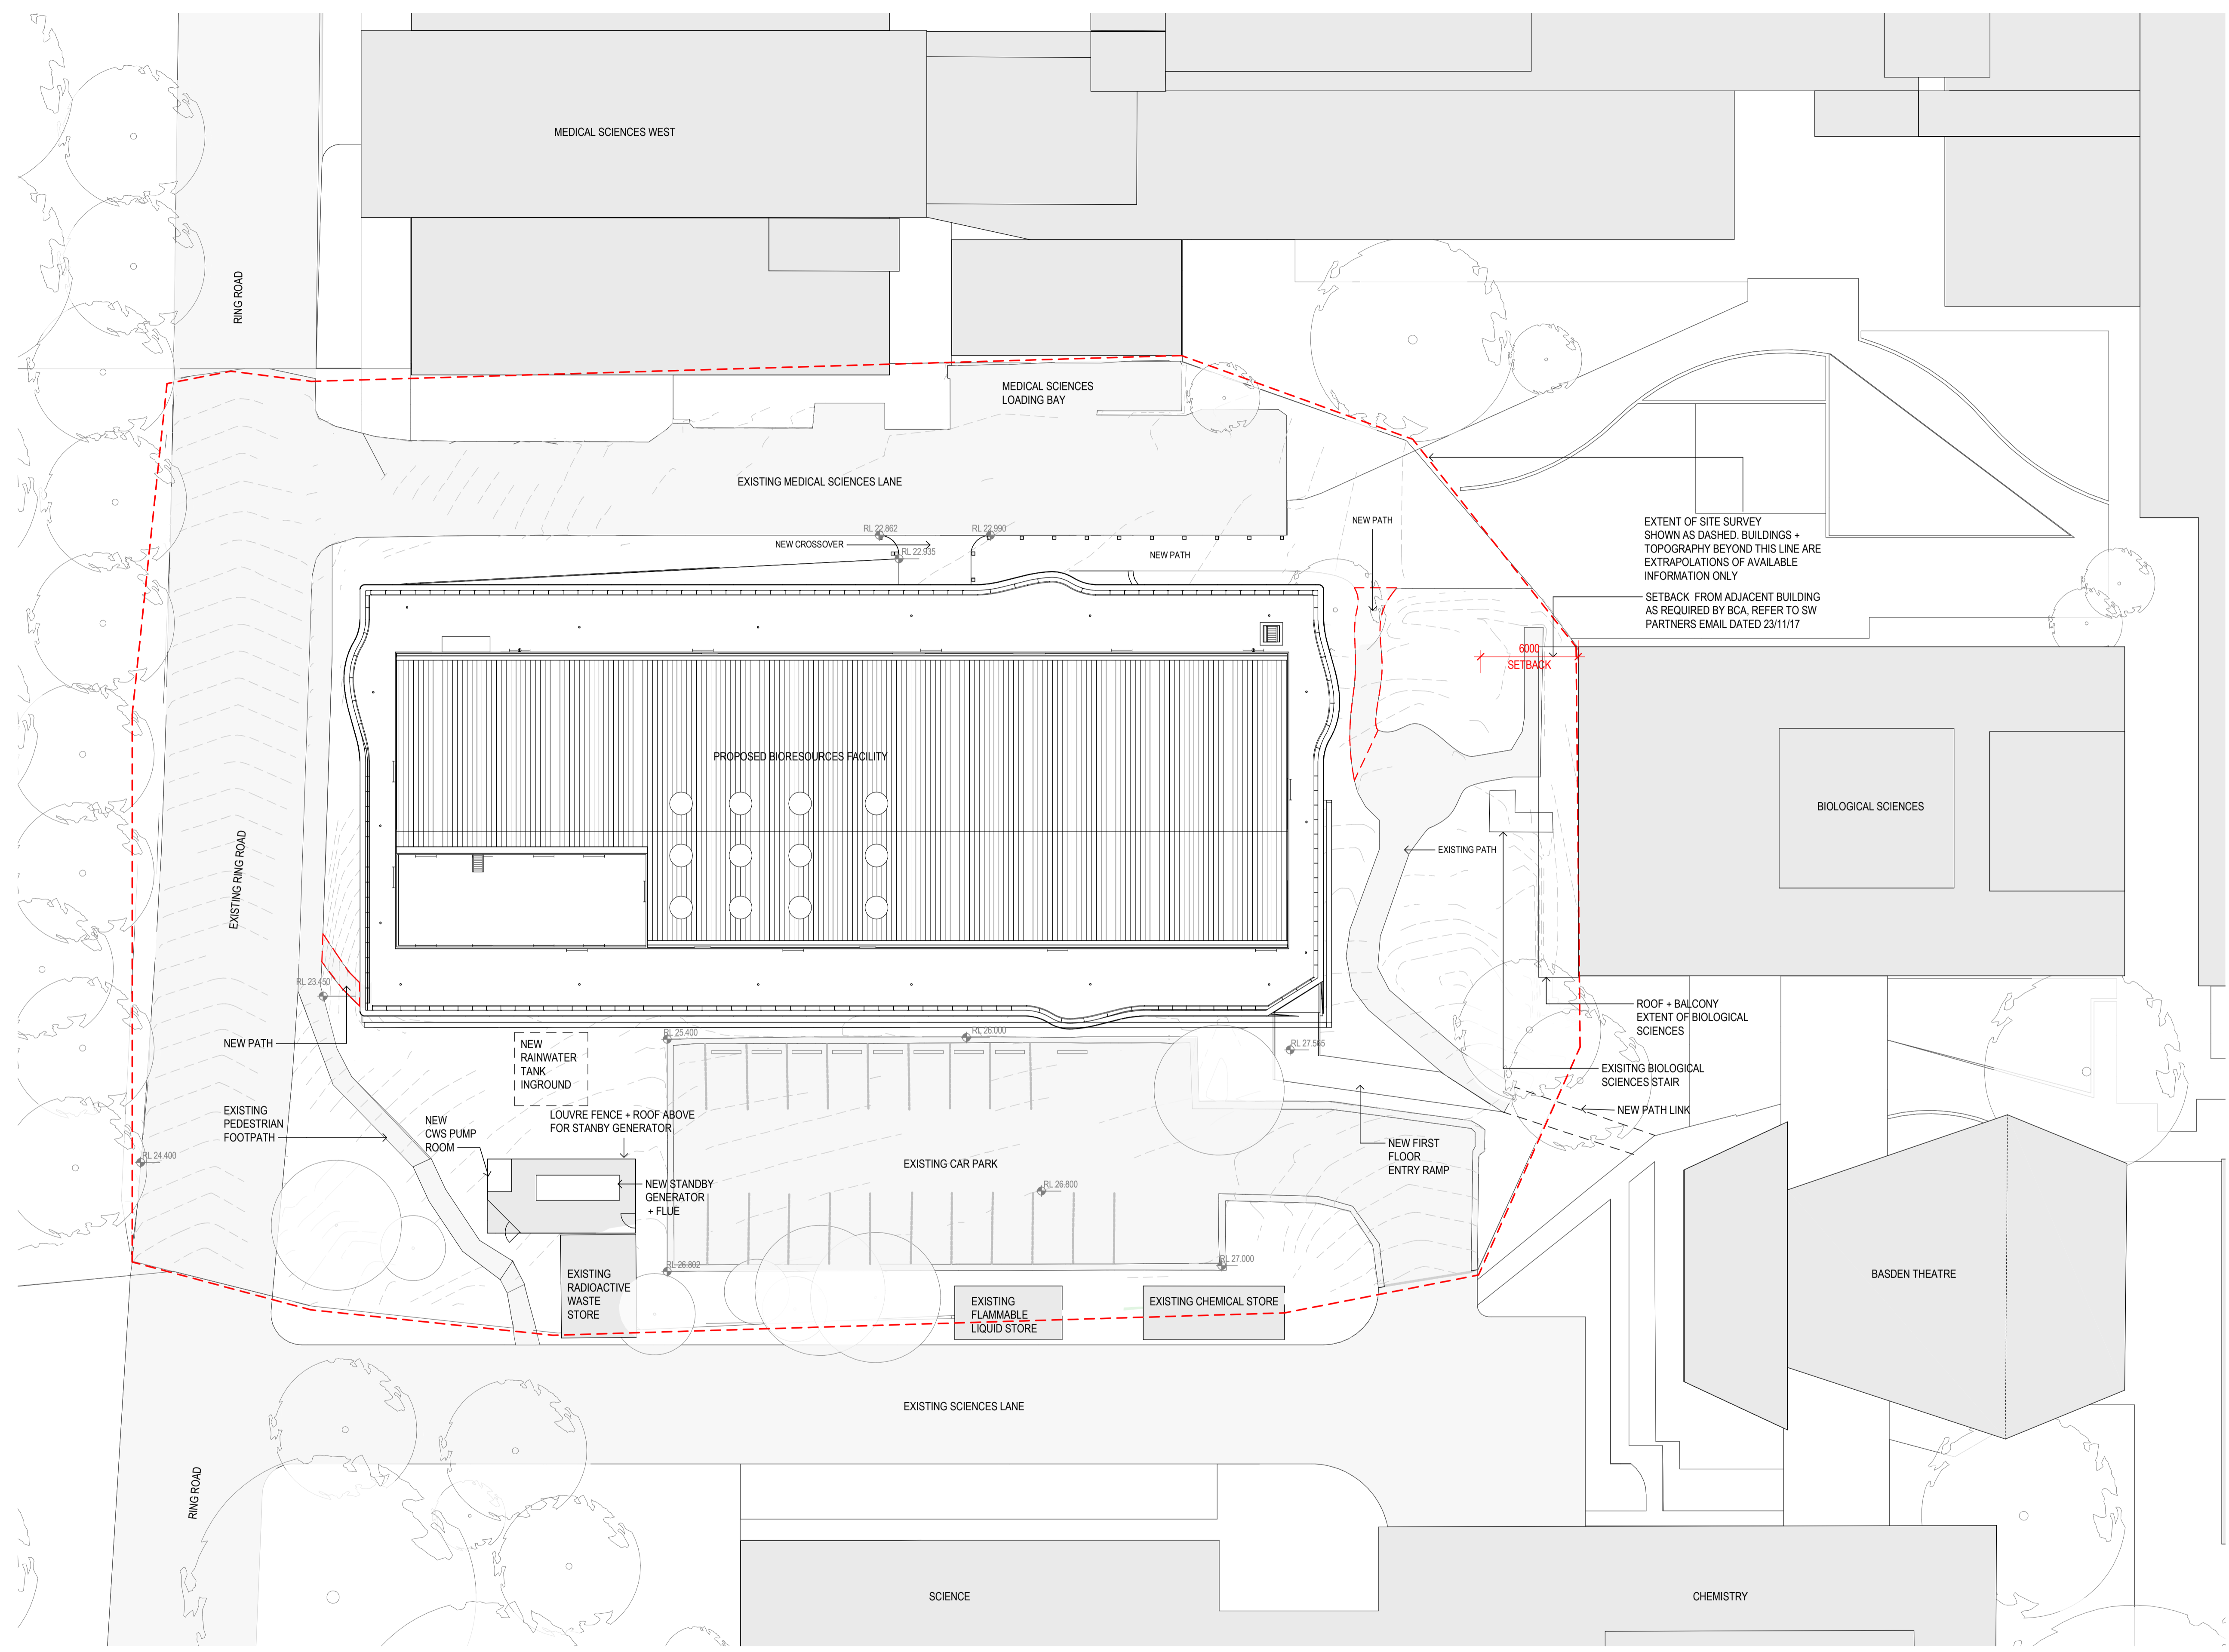 MEDICAL SCIENCES WEST
RING ROAD
MEDICAL SCIENCES
LOADING BAY
EXISTING MEDICAL SCIENCES LANE
RL 22.862
RL 22.990
NEW CROSSOVER
RL 22.935
NEW PATH
NEW PATH
EXTENT OF SITE SURVEY
SHOWN AS DASHED. BUILDINGS +
TOPOGRAPHY BEYOND THIS LINE ARE
EXTRAPOLATIONS OF AVAILABLE
INFORMATION ONLY
SETBACK FROM ADJACENT BUILDING
AS REQUIRED BY BCA, REFER TO SW
PARTNERS EMAIL DATED 23/11/17
6000
SETBACK
PROPOSED BIORESOURCES FACILITY
BIOLOGICAL SCIENCES
EXISTING PATH
EXISTING RING ROAD
RL 23.450
ROOF + BALCONY
EXTENT OF BIOLOGICAL
SCIENCES
NEW PATH
NEW
RAINWATER
TANK
INGROUND
RL 25.400
RL 26.000
RL 27.565
EXISITNG BIOLOGICAL
SCIENCES STAIR
NEW PATH LINK
EXISTING
PEDESTRIAN
FOOTPATH
NEW
CWS PUMP
ROOM
LOUVRE FENCE + ROOF ABOVE
FOR STANBY GENERATOR
RL 24.400
EXISTING CAR PARK
NEW FIRST
FLOOR
ENTRY RAMP
NEW STANDBY
GENERATOR
+ FLUE
RL 26.800
RL 26.802
RL 27.000
EXISTING
RADIOACTIVE
WASTE
STORE
EXISTING
FLAMMABLE
LIQUID STORE
EXISTING CHEMICAL STORE
BASDEN THEATRE
EXISTING SCIENCES LANE
RING ROAD
SCIENCE
CHEMISTRY